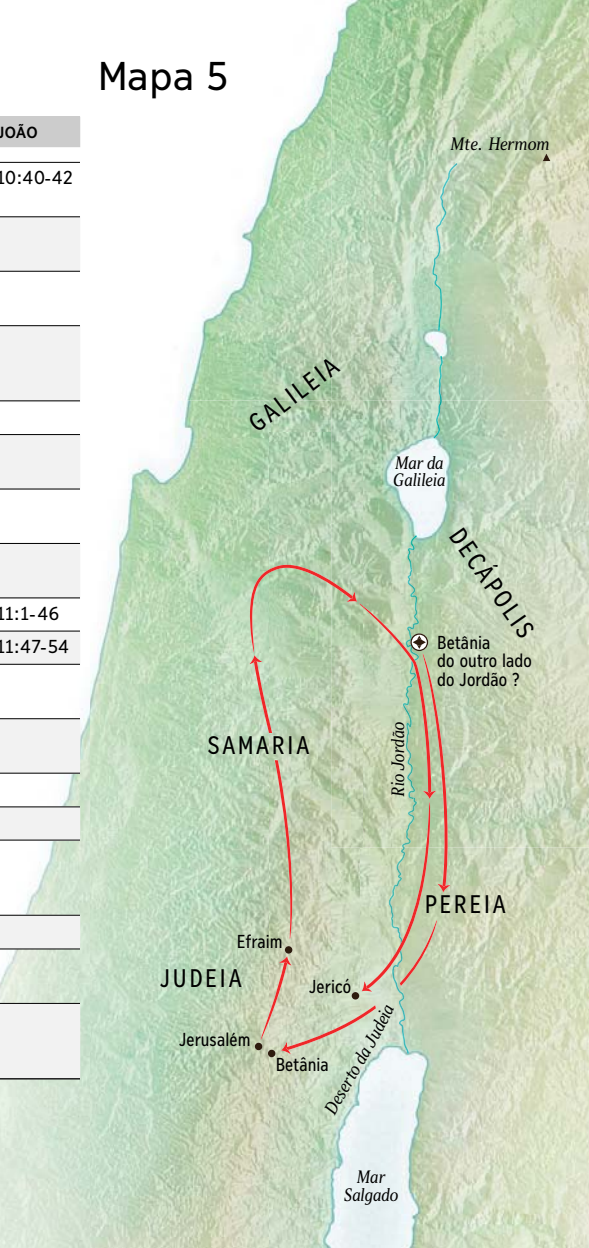 Mapa 5
JOÃO
10:40-42
11:1-46
11:47-54
Mte. Hermom
GALILEIA
Mar da
Galileia
DECÁPOLIS
Betânia
do outro lado
do Jordão ?
SAMARIA
Rio Jordão
PEREIA
Efraim
JUDEIA
Jericó
Jerusalém
Betânia
Deserto da Judeia
Mar
Salgado